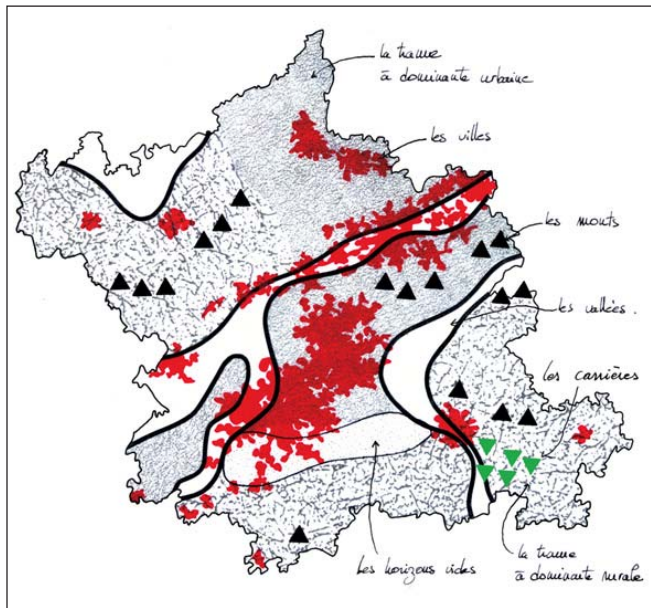 la trame
à dominante urbaine
les villes
les monts
les vallées.
les carrières
les horizons vides
la trame
à dominante rurale